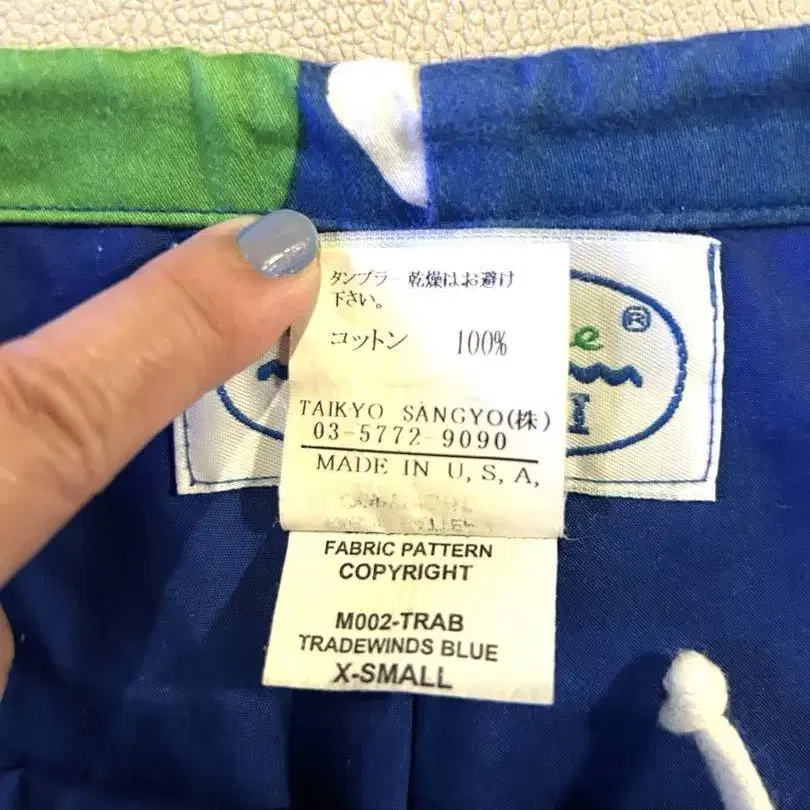 タンブラー乾燥はお避け
下さい。
コットン 100%
e®
I
TAIKYO SANGYO(株)
03-5772-9090
MADE IN U,S,A,
FABRIC PATTERN
COPYRIGHT
M002-TRAB
TRADEWINDS BLUE
X-SMALL